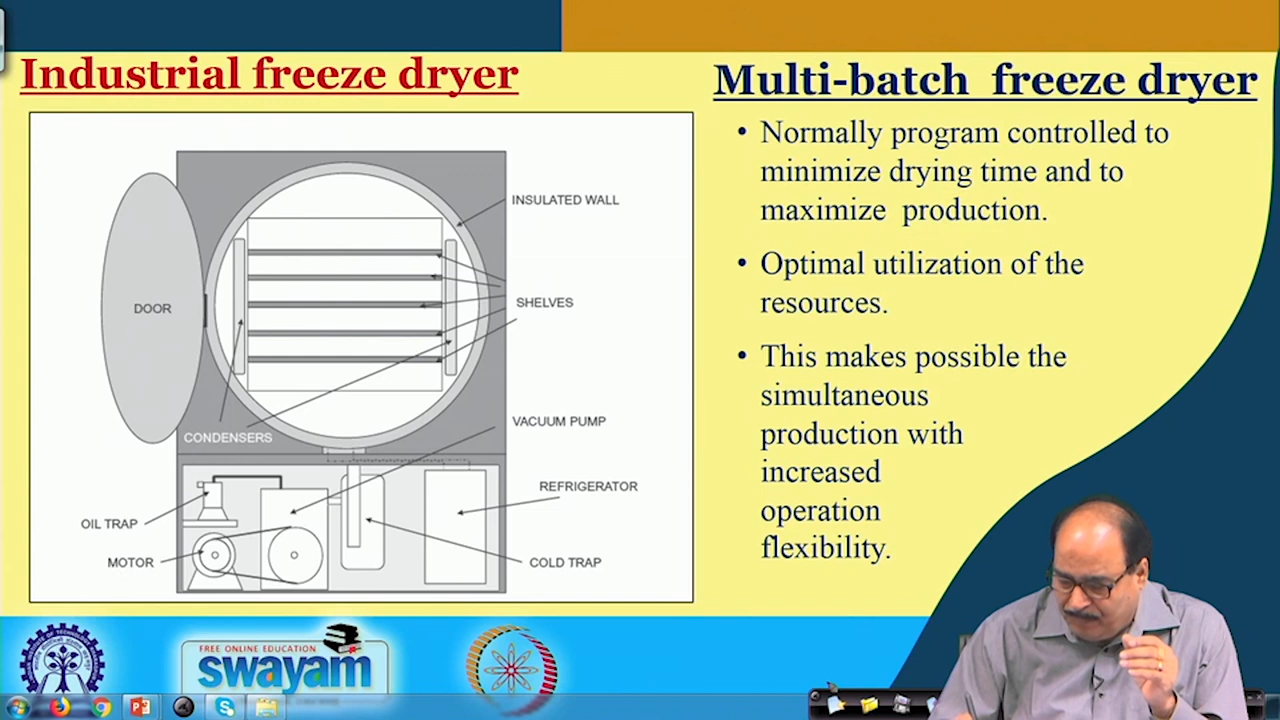 Industrial freeze dryer
INSULATED WALL
DOOR
SHELVES
CONDENSERS
VACUUM PUMP
REFRIGERATOR
OIL TRAP
MOTOR
COLD TRAP
Multi-batch freeze dryer
• Normally program controlled to
minimize drying time and to
maximize production.
• Optimal utilization of the
resources.
• This makes possible the
simultaneous
production with
increased
operation
flexibility.
FREE ONLINE EDUCATION
swayam